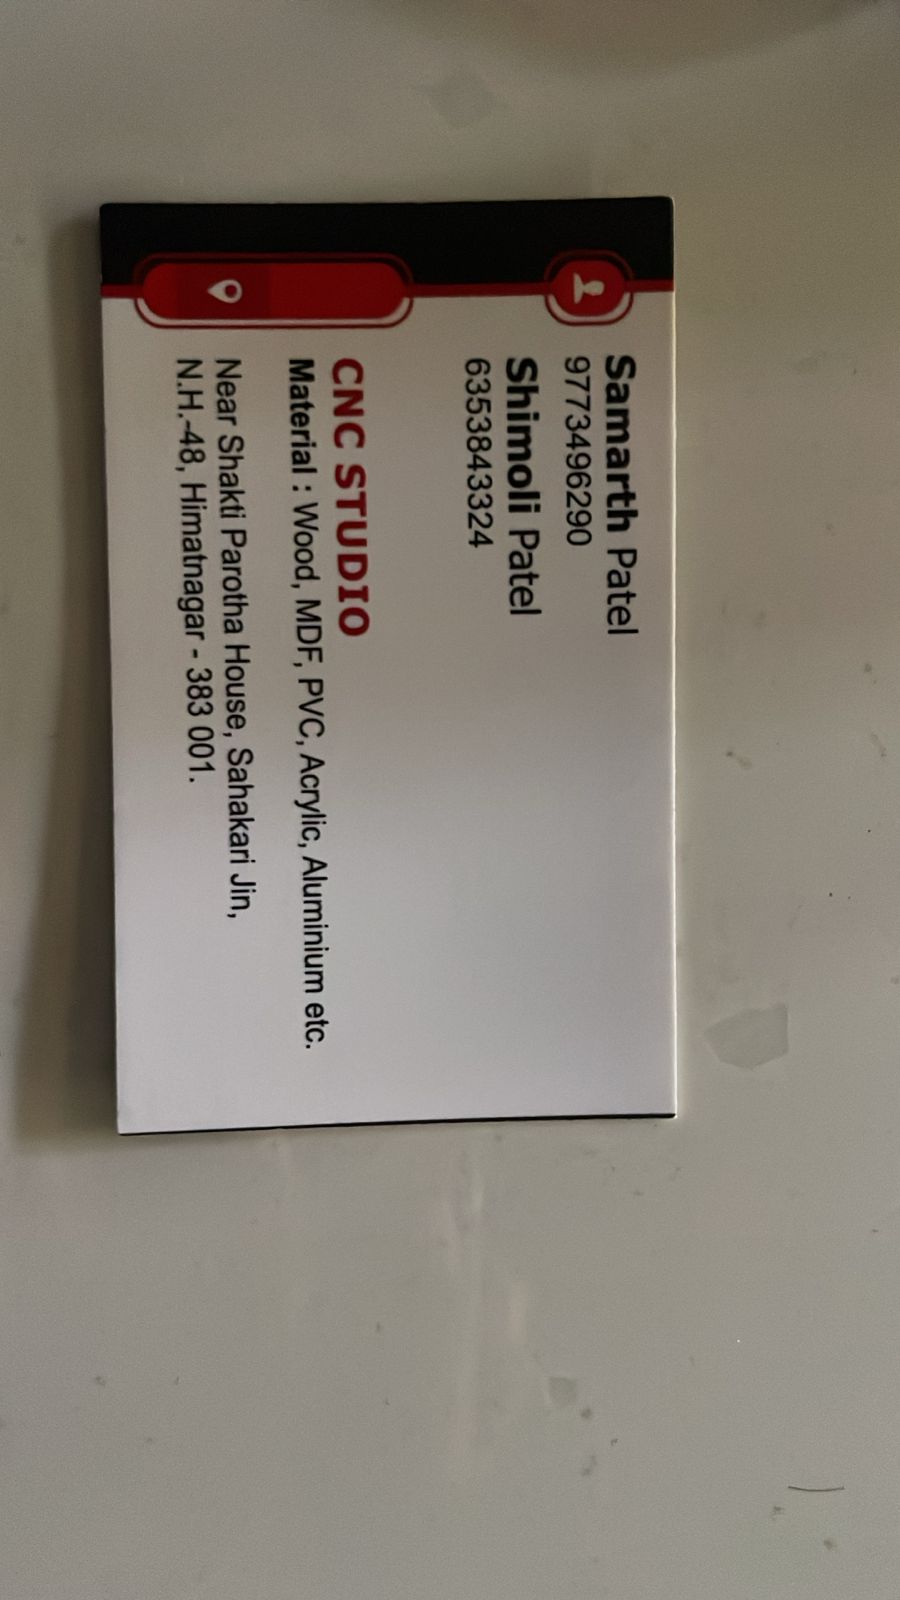 Samarth Patel
9773496290
Shimoli Patel
6353843324
CNC STUDIO
Material : Wood, MDF, PVC, Acrylic, Aluminium etc.
Near Shakti Parotha House, Sahakari Jin,
N.H.-48, Himatnagar - 383 001.